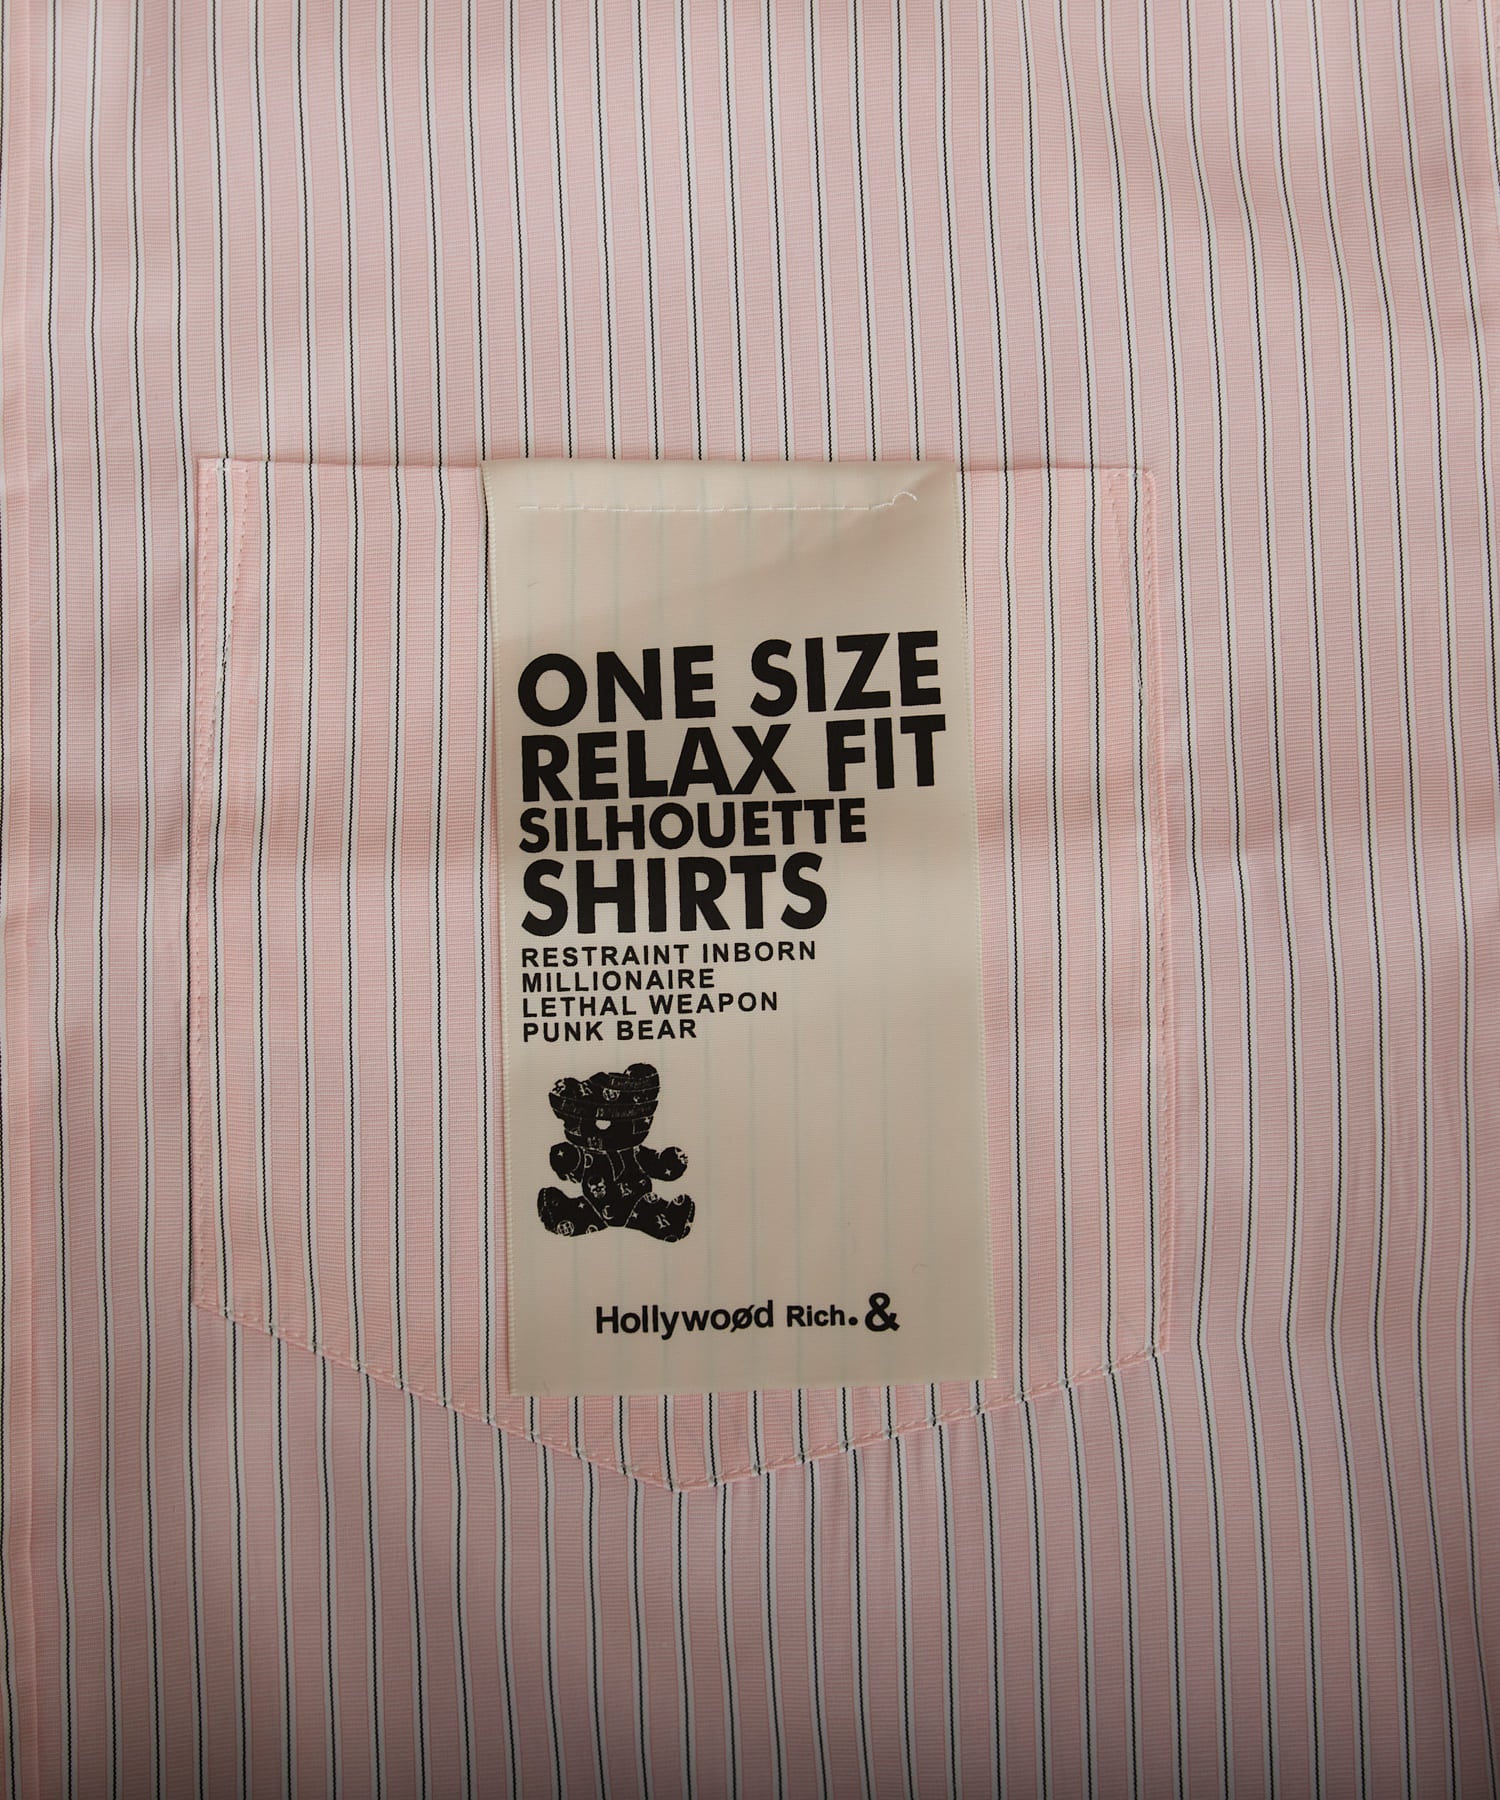 ONE SIZE
RELAX FIT
SILHOUETTE
SHIRTS
RESTRAINT INBORN
MILLIONAIRE
LETHAL WEAPON
PUNK BEAR
Hollywoød Rich. &